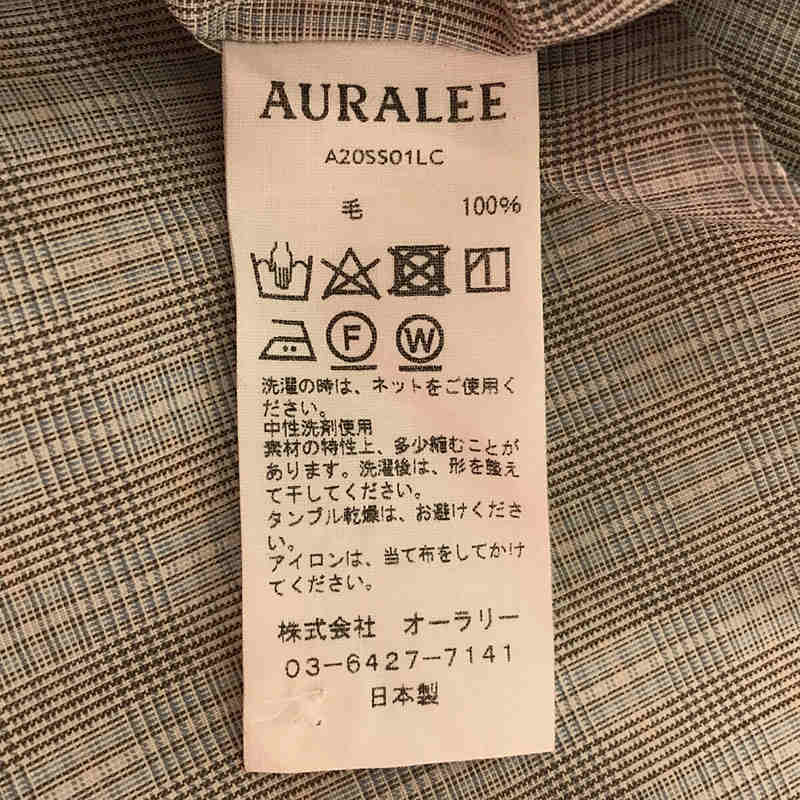 AURALEE
A20SS01LC
毛 100%
F W
洗濯の時は、ネットをご使用く
ださい。
中性洗剤使用
素材の特性上、多少縮むことが
あります。洗濯後は、形を整え
て干してください。
タンブル乾燥は、お避けくださ
い。
アイロンは、当て布をしてかけ
てください。
株式会社 オーラリー
03-6427-7141
日本製